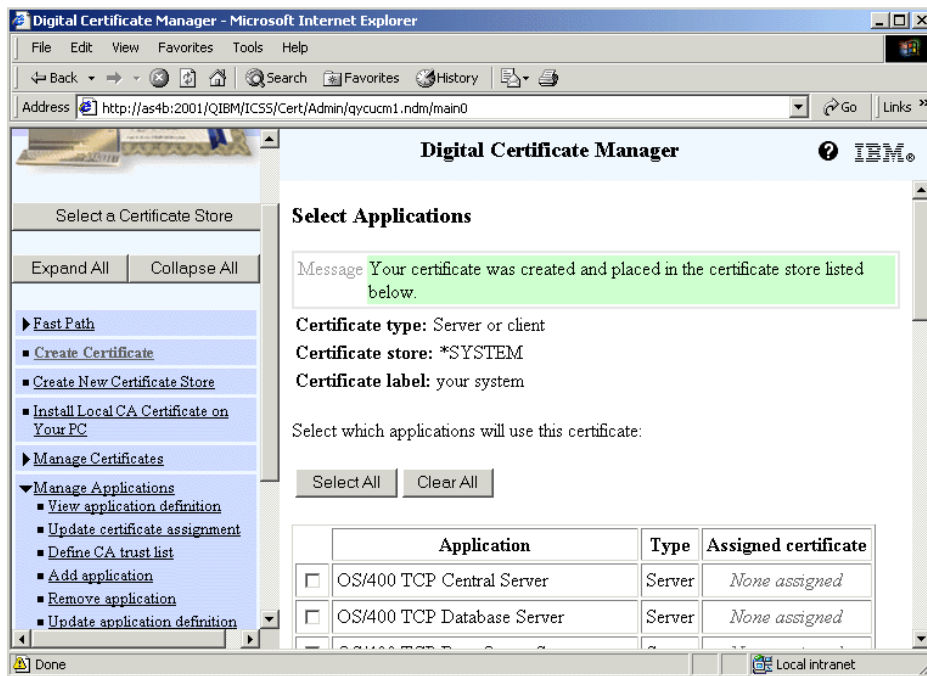 Digital Certificate Manager - Microsoft Internet Explorer
File Edit View Favorites Tools Help
Back Search Favorites History
Address http://as4b:2001/QIBM/ICSS/Cert/Admin/qycucm1.ndm/main0 Go Links »
Digital Certificate Manager ? IBM®
Select a Certificate Store
Expand All Collapse All
Fast Path
Create Certificate
Create New Certificate Store
Install Local CA Certificate on
Your PC
Manage Certificates
Manage Applications
View application definition
Update certificate assignment
Define CA trust list
Add application
Remove application
Update application definition
Select Applications
Message Your certificate was created and placed in the certificate store listed
below.
Certificate type: Server or client
Certificate store: *SYSTEM
Certificate label: your system
Select which applications will use this certificate:
Select All Clear All
Application Type Assigned certificate
OS/400 TCP Central Server Server None assigned
OS/400 TCP Database Server Server None assigned
Done Local intranet